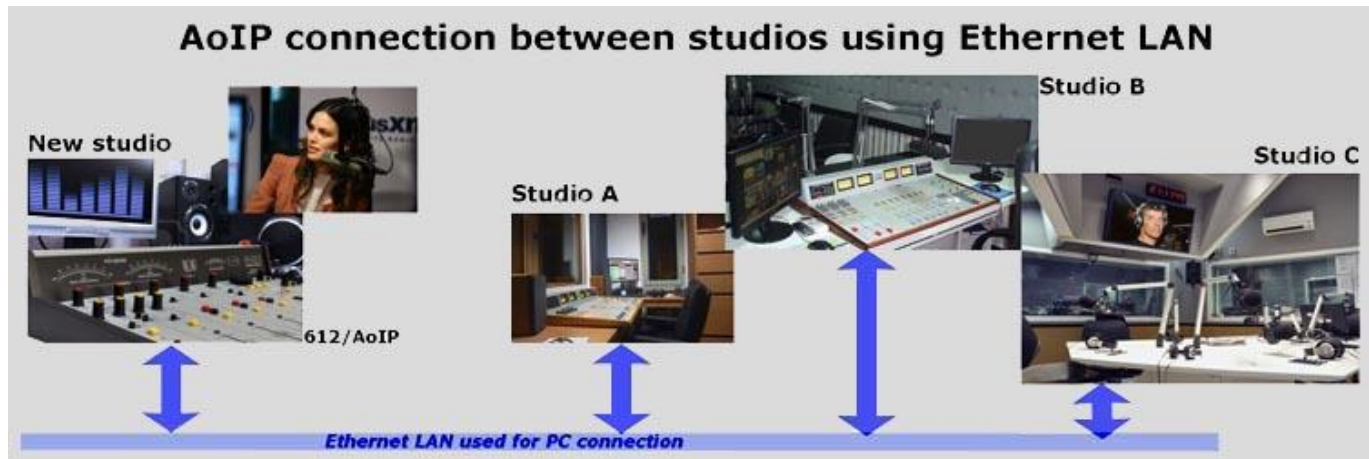 AoIP connection between studios using Ethernet LAN
Studio B
New studio
usxm
Studio C
Studio A
612/AoIP
Ethernet LAN used for PC connection